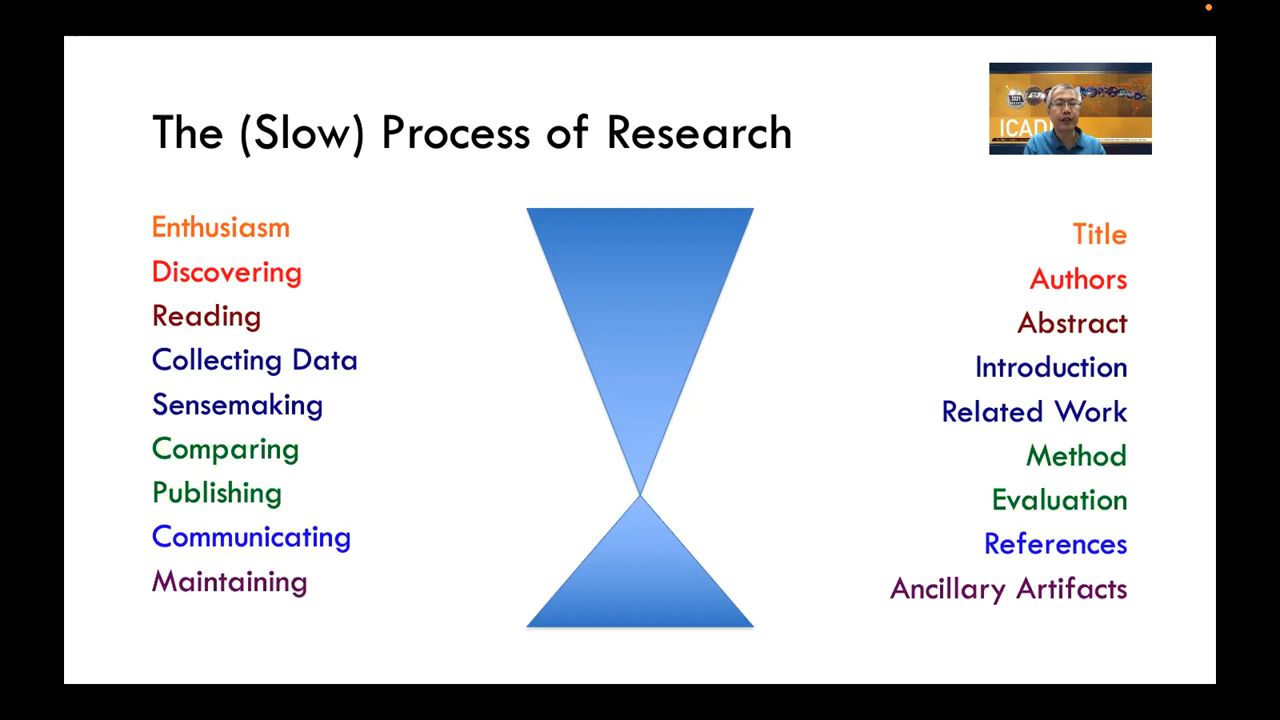 The (Slow) Process of Research
Enthusiasm
Discovering
Reading
Collecting Data
Sensemaking
Comparing
Publishing
Communicating
Maintaining
Title
Authors
Abstract
Introduction
Related Work
Method
Evaluation
References
Ancillary Artifacts